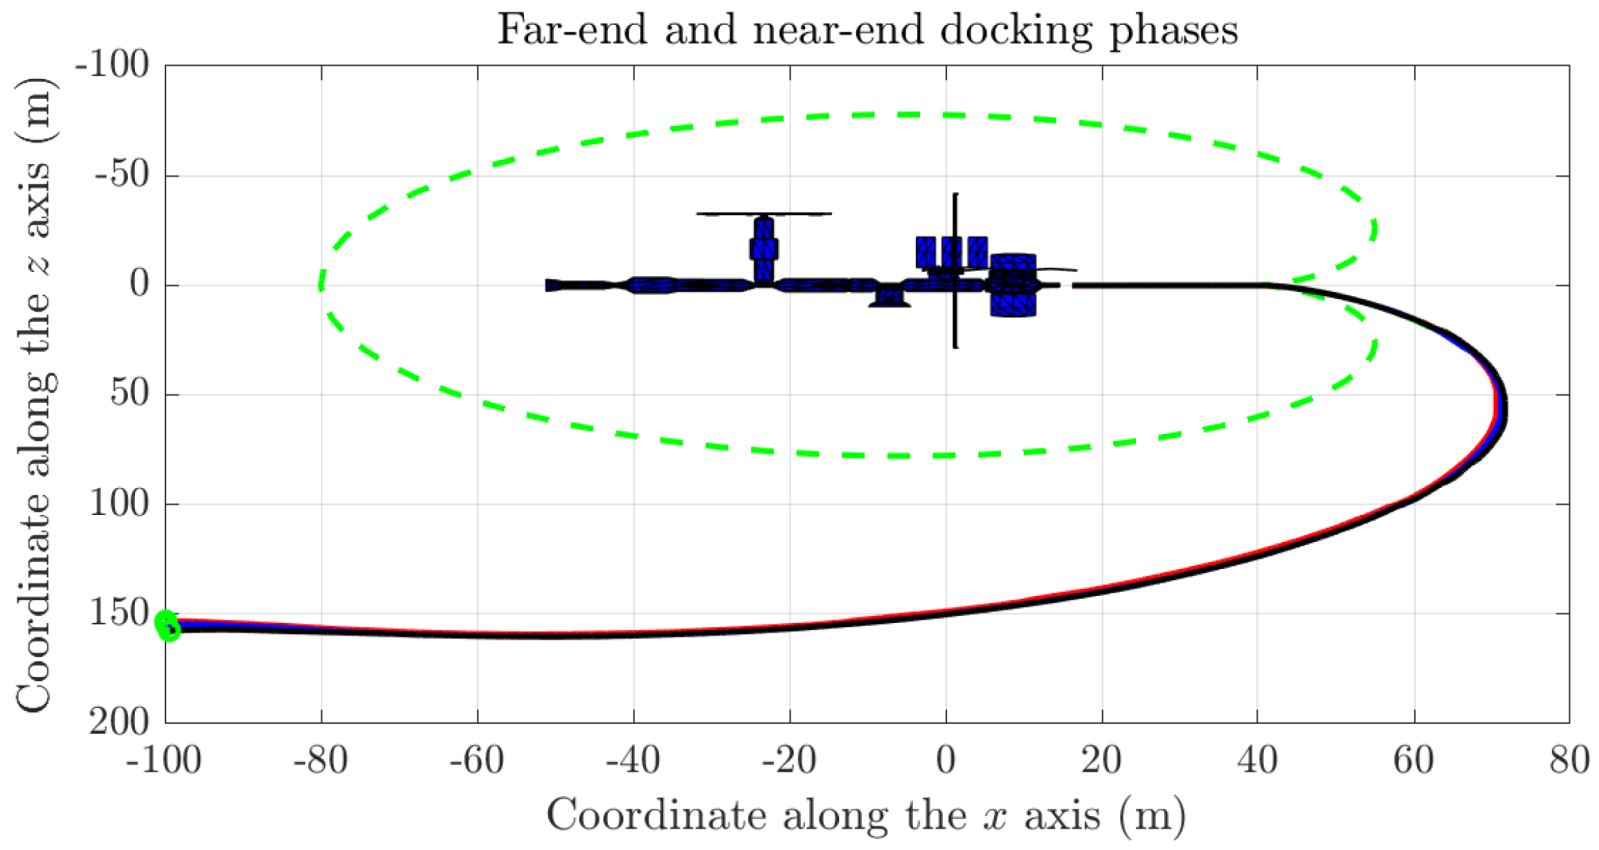 Far-end and near-end docking phases
Coordinate along the z axis (m)
-100
-50
0
50
100
150
200
-100 -80 -60 -40 -20 0 20 40 60 80
Coordinate along the x axis (m)